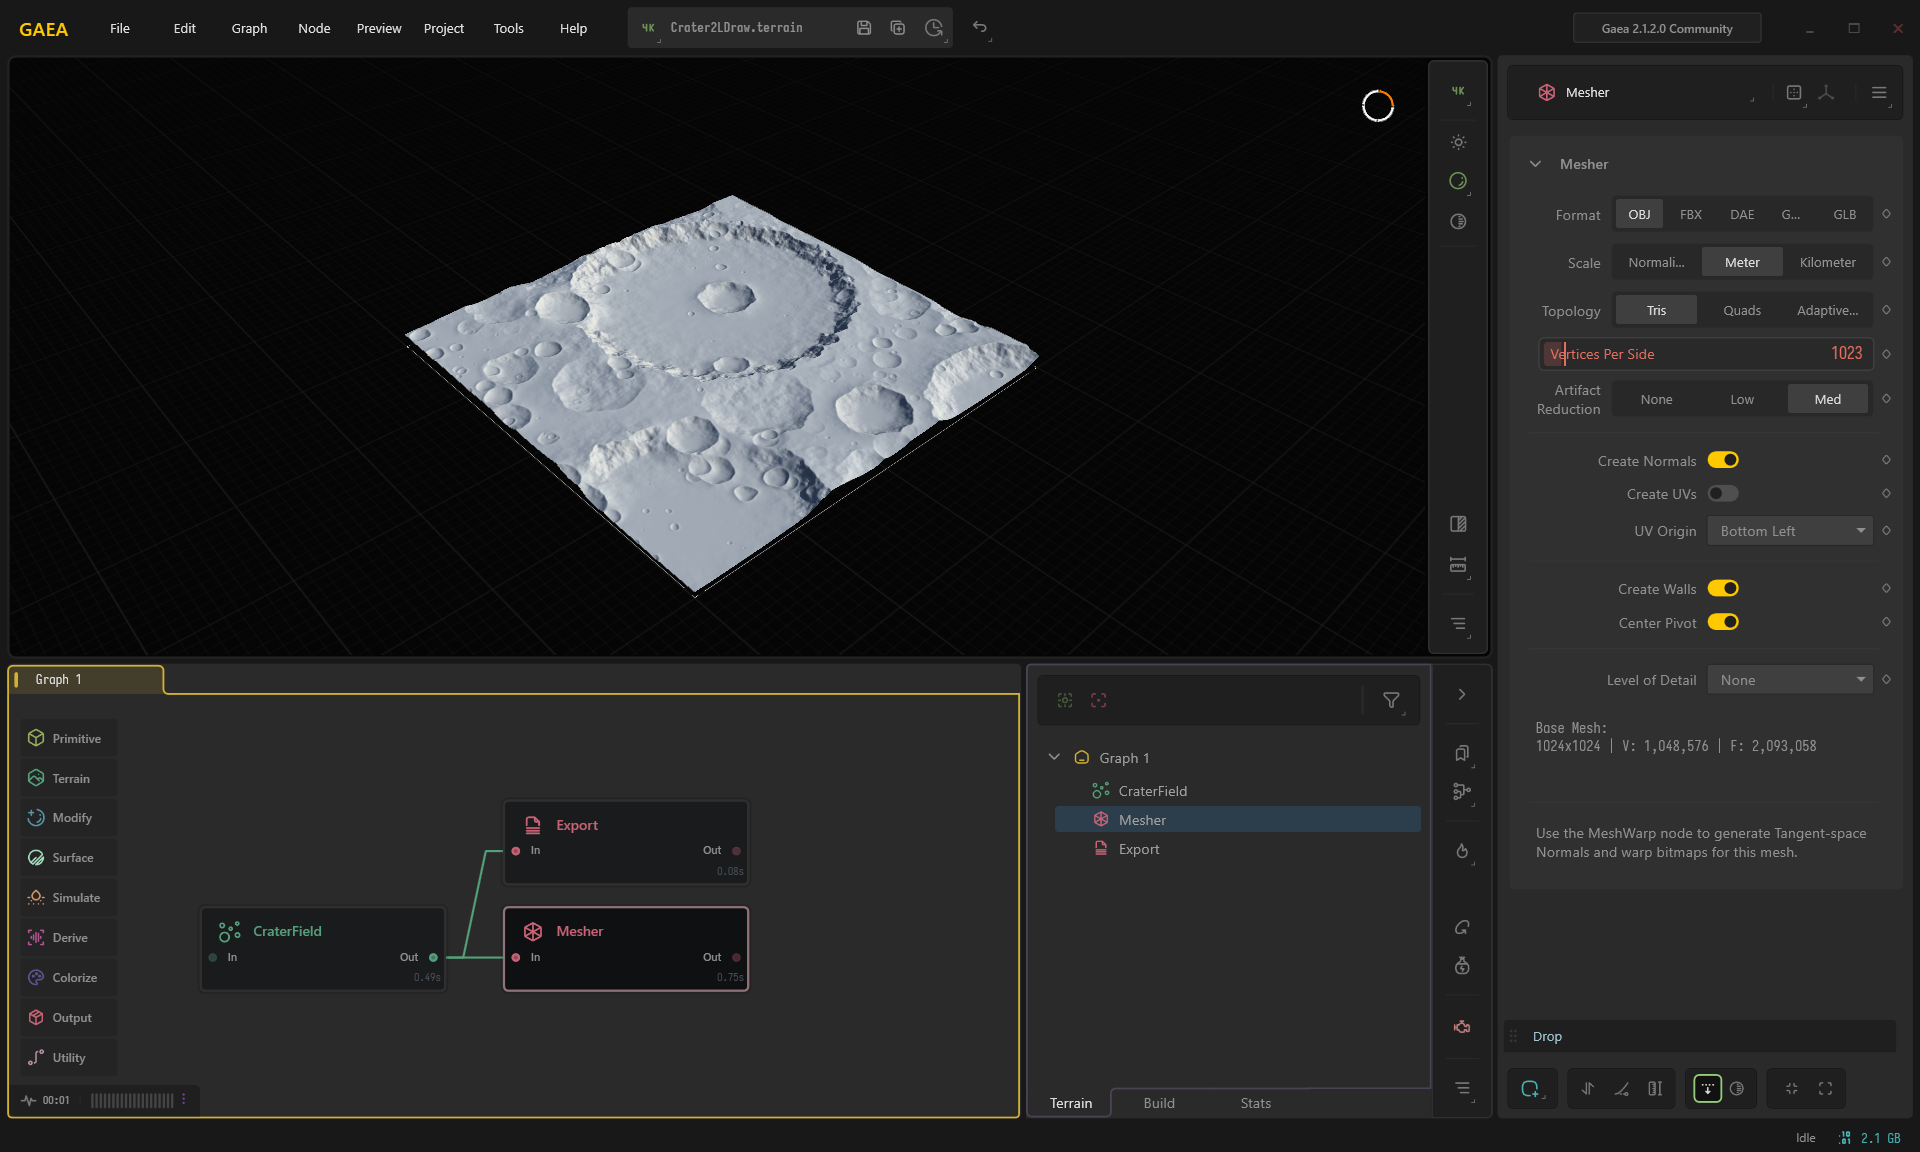 GAEA
File Edit Graph Node Preview Project Tools Help
4K Crater2LDraw.terrain
Gaea 2.1.2.0 Community
4K
Mesher
Mesher
Format OBJ FBX DAE G... GLB
Scale Normali... Meter Kilometer
Topology Tris Quads Adaptive...
Vertices Per Side 1023
Artifact Reduction None Low Med
Create Normals
Create UVs
UV Origin Bottom Left
Create Walls
Center Pivot
Level of Detail None
Base Mesh:
1024x1024 | V: 1,048,576 | F: 2,093,058
Use the MeshWarp node to generate Tangent-space
Normals and warp bitmaps for this mesh.
Drop
Graph 1
Primitive
Terrain
Modify
Surface
Simulate
Derive
Colorize
Output
Utility
00:01
Export
In Out
0.08s
CraterField
In Out
0.49s
Mesher
In Out
0.75s
Graph 1
CraterField
Mesher
Export
Terrain Build Stats
Idle 2.1 GB